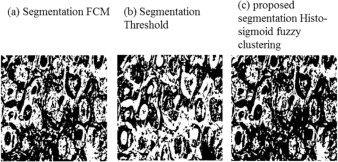 (a) Segmentation FCM
(b) Segmentation
Threshold
(c) proposed
segmentation Histo-
sigmoid fuzzy
clustering